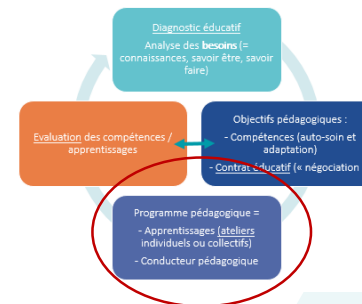 Diagnostic éducatif
Analyse des besoins (=
connaissances, savoir être, savoir
faire)
Evaluation des compétences /
apprentissages
Objectifs pédagogiques :
- Compétences (auto-soin et
adaptation)
- Contrat éducatif (« négociation
Programme pédagogique =
- Apprentissages (ateliers
individuels ou collectifs)
- Conducteur pédagogique